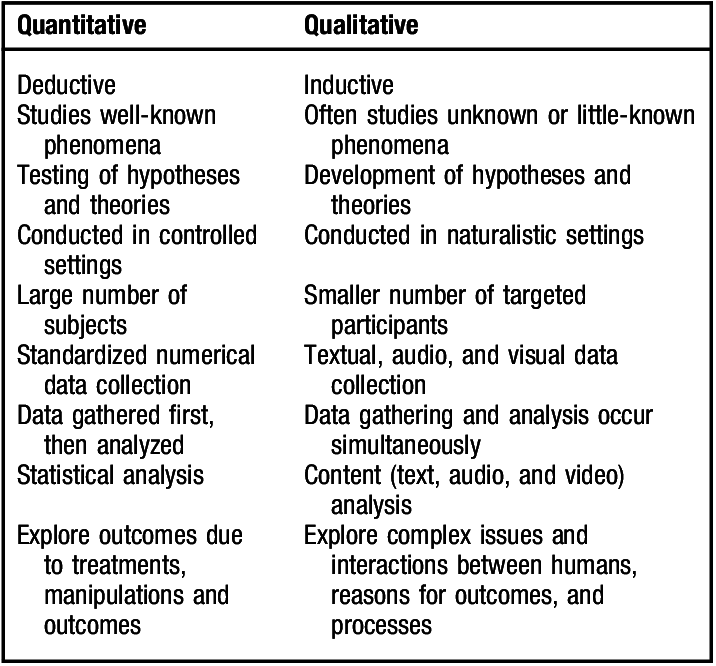 Quantitative Qualitative
Deductive Inductive
Studies well-known Often studies unknown or little-known
phenomena phenomena
Testing of hypotheses Development of hypotheses and
and theories theories
Conducted in controlled Conducted in naturalistic settings
settings
Large number of Smaller number of targeted
subjects participants
Standardized numerical Textual, audio, and visual data
data collection collection
Data gathered first, Data gathering and analysis occur
then analyzed simultaneously
Statistical analysis Content (text, audio, and video)
analysis
Explore outcomes due Explore complex issues and
to treatments, interactions between humans,
manipulations and reasons for outcomes, and
outcomes processes